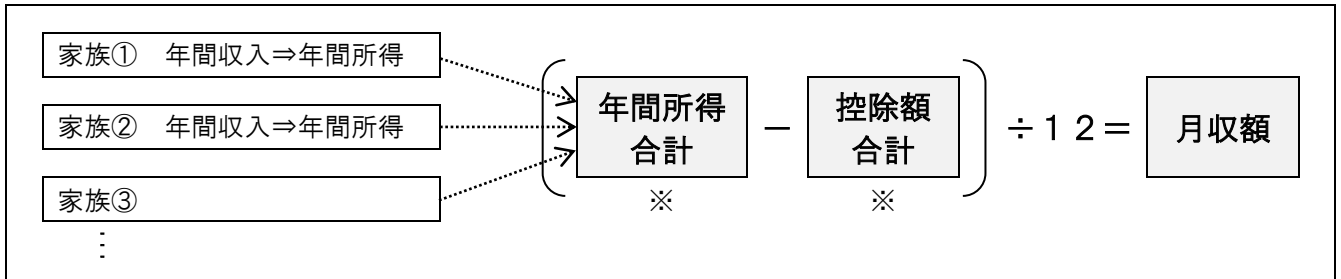 家族①　年間収入⇒年間所得
家族②　年間収入⇒年間所得
家族③
⋮
（年間所得
合計
※
－
控除額
合計
※
）
÷１２＝
月収額